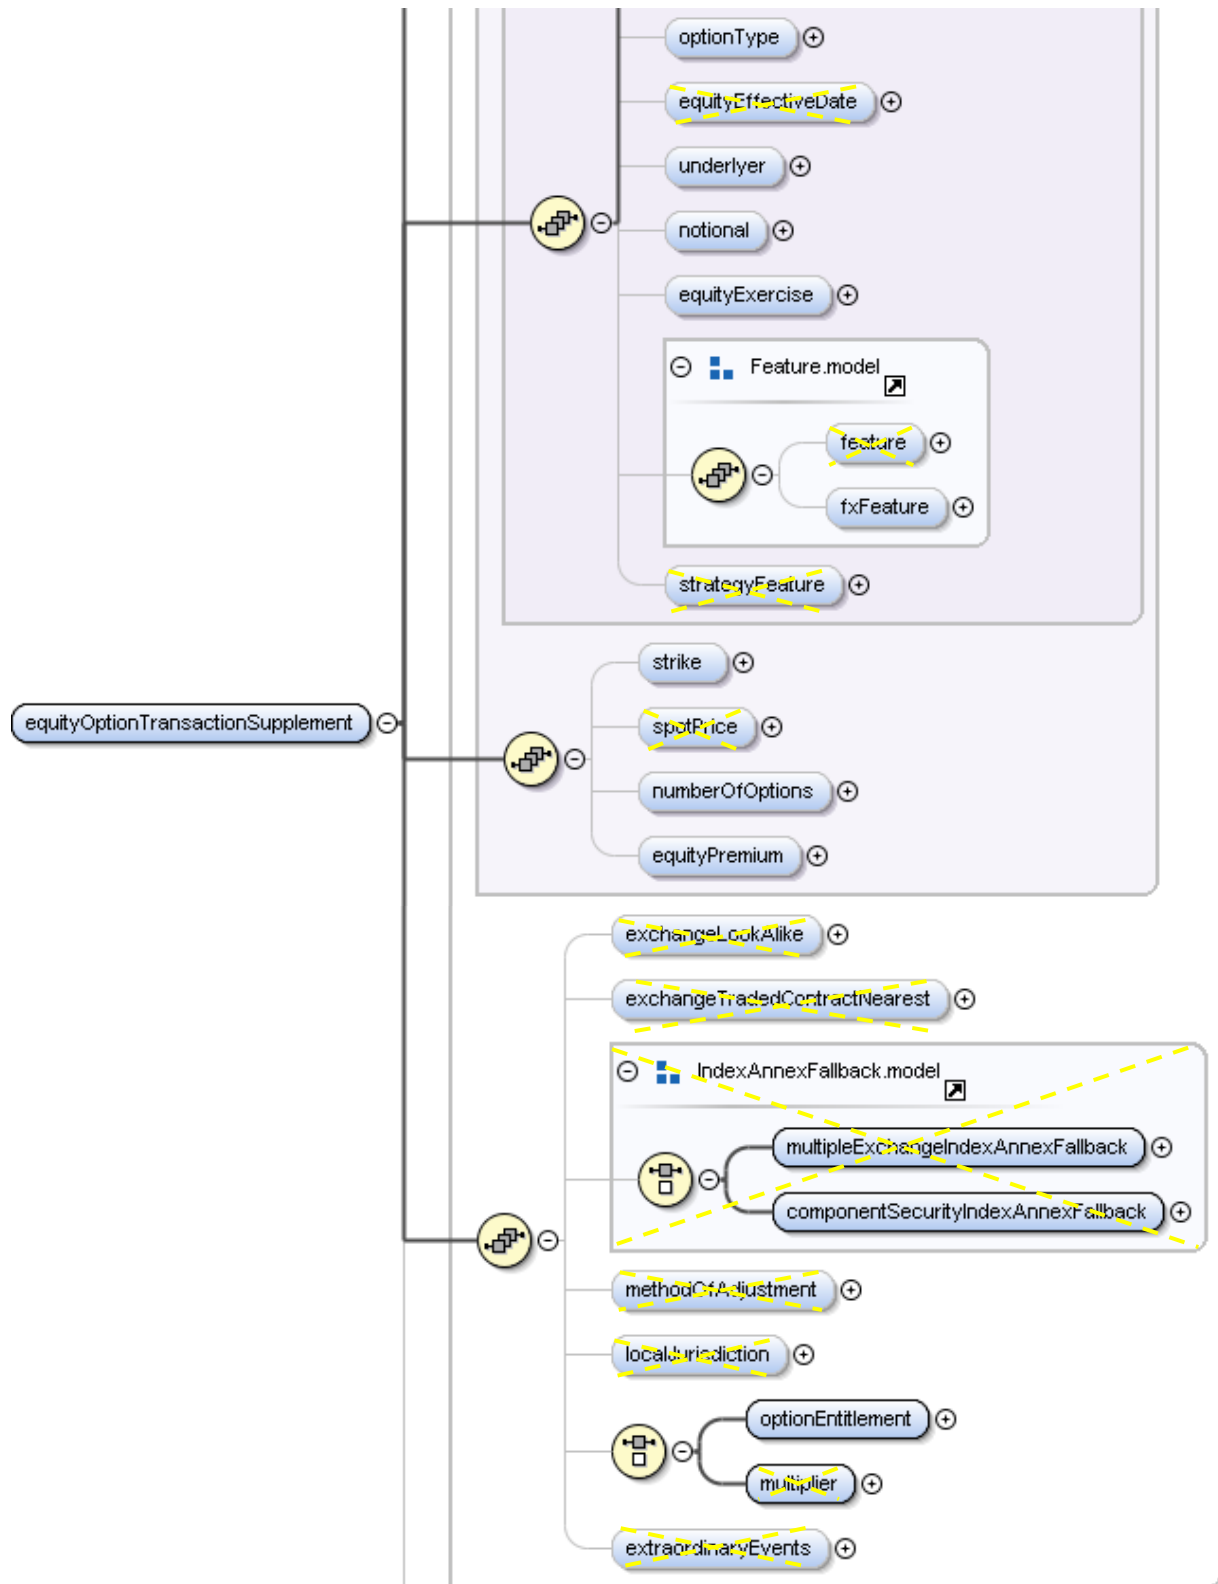 optionType
equityEffectiveDate
underlyer
notional
equityExercise
Feature.model
feature
fxFeature
strategyFeature
strike
equityOptionTransactionSupplement
spotPrice
numberOfOptions
equityPremium
exchangeLookAlike
exchangeTradedContractNearest
IndexAnnexFallback.model
multipleExchangeIndexAnnexFallback
componentSecurityIndexAnnexFallback
methodOfAdjustment
localJurisdiction
optionEntitlement
multiplier
extraordinaryEvents